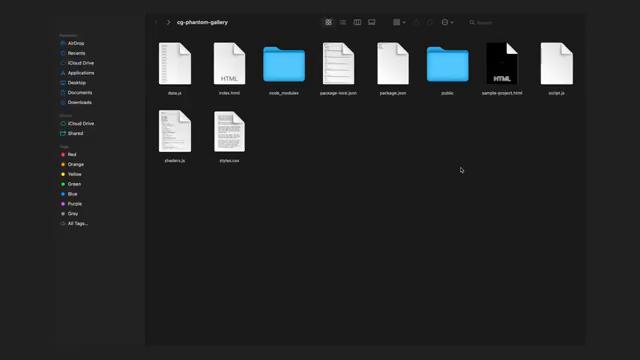 cg-phantom-gallery
Search
AirDrop
Recents
iCloud Drive
Applications
Desktop
Documents
Downloads
iCloud Drive
Shared
Tags
Red
Orange
Yellow
Green
Blue
Purple
Gray
All Tags...
HTML
HTML
data.js
index.html
node_modules
package-lock.json
package.json
public
sample-project.html
script.js
shaders.js
styles.css